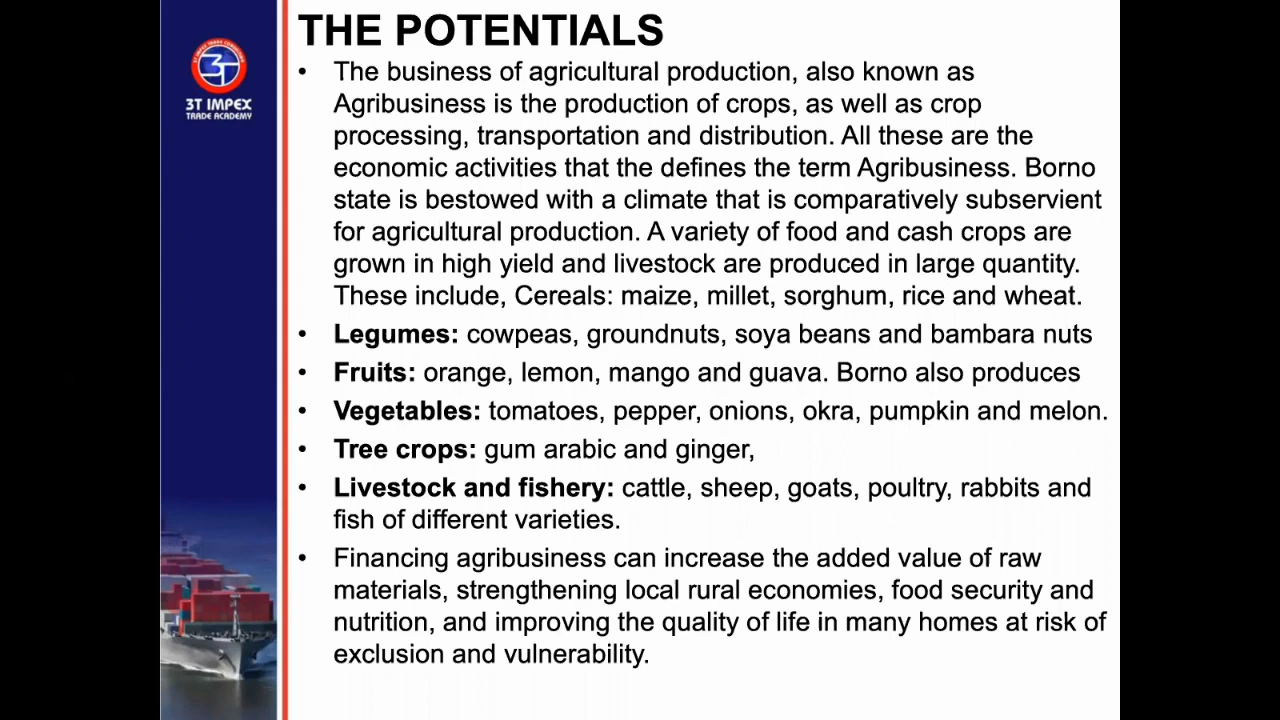 THE POTENTIALS
3T IMPEX
TRADE ACADEMY
• The business of agricultural production, also known as
Agribusiness is the production of crops, as well as crop
processing, transportation and distribution. All these are the
economic activities that the defines the term Agribusiness. Borno
state is bestowed with a climate that is comparatively subservient
for agricultural production. A variety of food and cash crops are
grown in high yield and livestock are produced in large quantity.
These include, Cereals: maize, millet, sorghum, rice and wheat.
• Legumes: cowpeas, groundnuts, soya beans and bambara nuts
• Fruits: orange, lemon, mango and guava. Borno also produces
• Vegetables: tomatoes, pepper, onions, okra, pumpkin and melon.
• Tree crops: gum arabic and ginger,
• Livestock and fishery: cattle, sheep, goats, poultry, rabbits and
fish of different varieties.
• Financing agribusiness can increase the added value of raw
materials, strengthening local rural economies, food security and
nutrition, and improving the quality of life in many homes at risk of
exclusion and vulnerability.